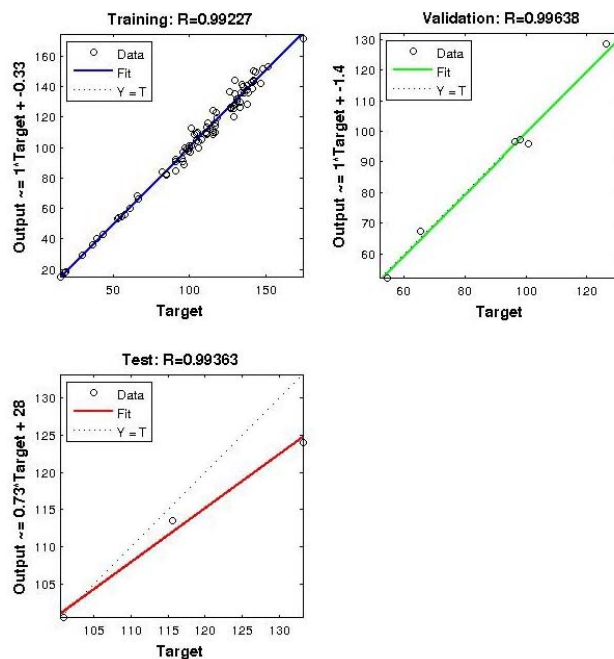 Training: R=0.99227
Output ~= 1*Target + -0.33
Data
Fit
Y = T
160
140
120
100
80
60
40
20
50
100
150
Target
Validation: R=0.99638
Output ~= 1*Target + -1.4
Data
Fit
Y = T
130
120
110
100
90
80
70
60
60
80
100
120
Target
Test: R=0.99363
Output ~= 0.73*Target + 28
Data
Fit
Y = T
130
125
120
115
110
105
105
110
115
120
125
130
Target